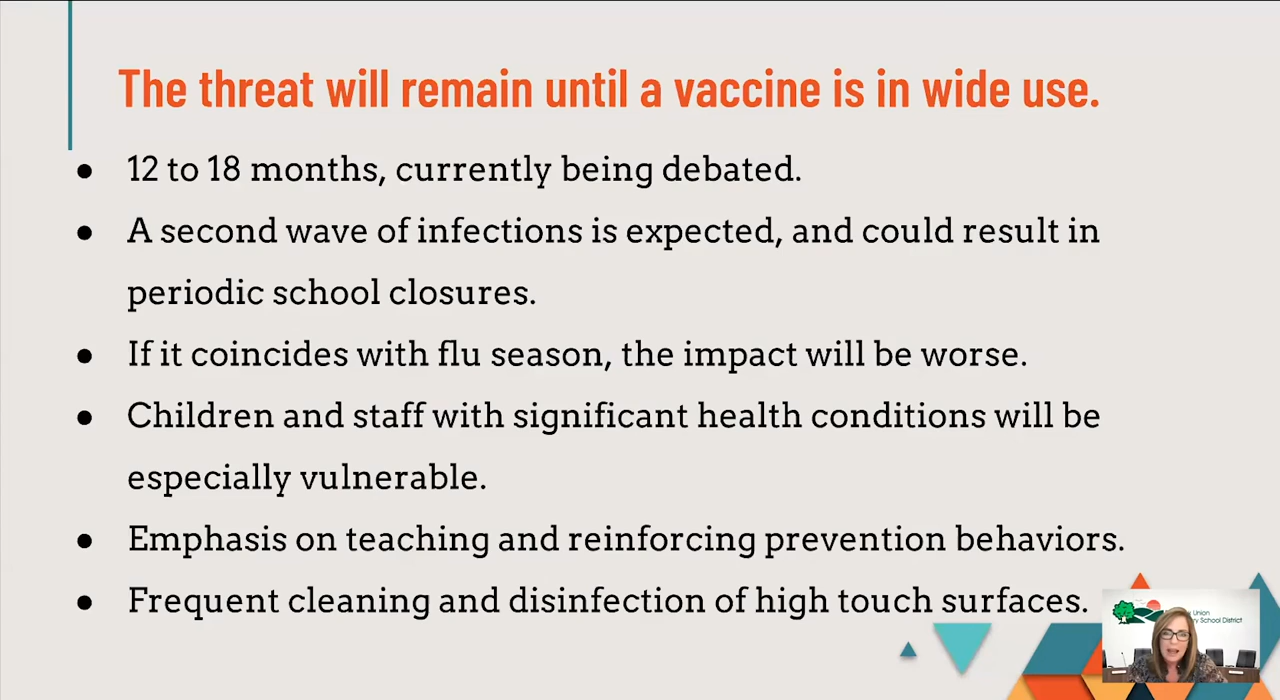 The threat will remain until a vaccine is in wide use.
● 12 to 18 months, currently being debated.
● A second wave of infections is expected, and could result in
periodic school closures.
● If it coincides with flu season, the impact will be worse.
● Children and staff with significant health conditions will be
especially vulnerable.
● Emphasis on teaching and reinforcing prevention behaviors.
● Frequent cleaning and disinfection of high touch surfaces.
Union
School District